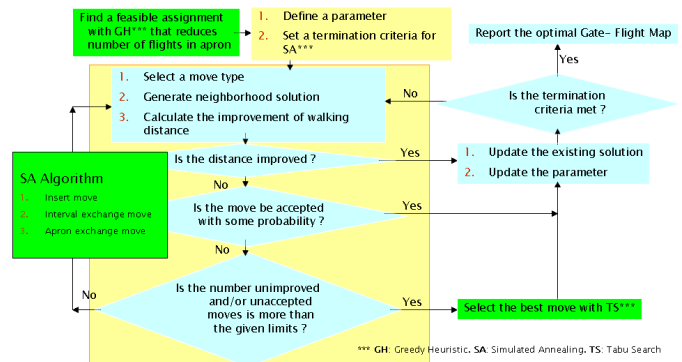 Find a feasible assignment
with GH*** that reduces
number of flights in apron
1. Define a parameter
2. Set a termination criteria for
SA***
Report the optimal Gate- Flight Map
Yes
1. Select a move type
2. Generate neighborhood solution
3. Calculate the improvement of walking
distance
No
Is the termination
criteria met ?
Is the distance improved ?
Yes
1. Update the existing solution
2. Update the parameter
No
SA Algorithm
1. Insert move
2. Interval exchange move
3. Apron exchange move
Is the move be accepted
with some probability ?
Yes
No
Is the number unimproved
and/or unaccepted
moves is more than
the given limits ?
No
Yes
Select the best move with TS***
*** GH: Greedy Heuristic, SA: Simulated Annealing, TS: Tabu Search